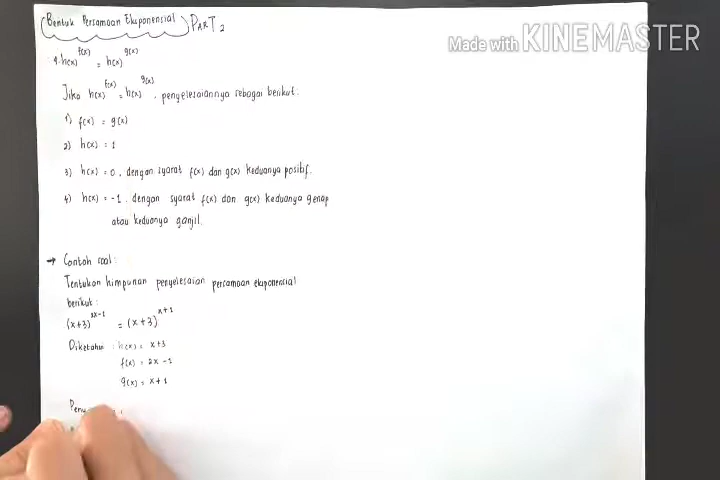 Bentuk Persamaan Eksponensial PART 2
Made with KINEMASTER
4. h(x)^f(x) = h(x)^g(x)
Jika h(x)^f(x) = h(x)^g(x), penyelesaiannya sebagai berikut:
1) f(x) = g(x)
2) h(x) = 1
3) h(x) = 0, dengan syarat f(x) dan g(x) keduanya positif.
4) h(x) = -1, dengan syarat f(x) dan g(x) keduanya genap
atau keduanya ganjil.
→ Contoh soal:
Tentukan himpunan penyelesaian persamaan eksponensial
berikut:
(x+3)^2x-1 = (x+3)^x+1
Diketahui : h(x) = x+3
f(x) = 2x - 1
g(x) = x + 1